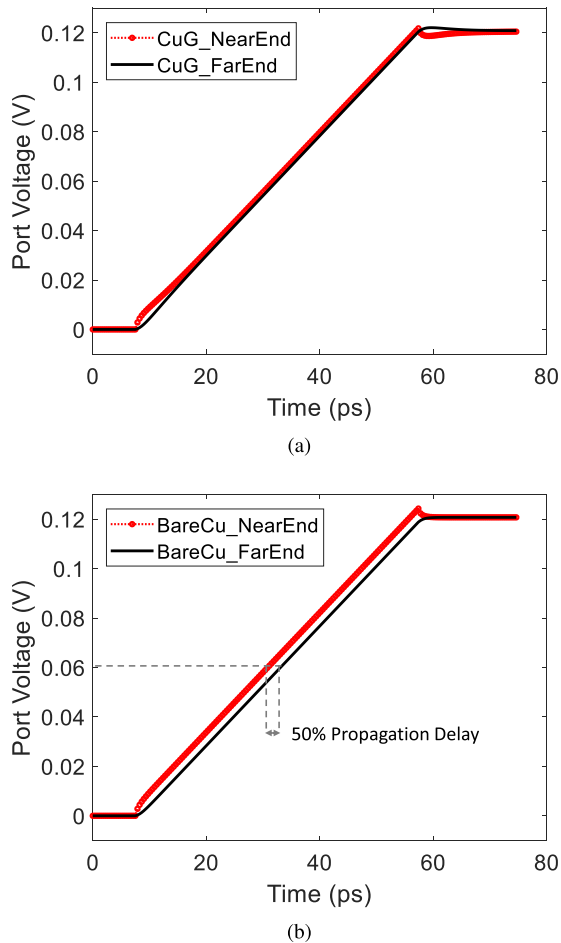 0.12
0.1
0.08
0.06
0.04
0.02
0
Port Voltage (V)
CuG_NearEnd
CuG_FarEnd
0 20 40 60 80
Time (ps)
(a)
0.12
0.1
0.08
0.06
0.04
0.02
0
Port Voltage (V)
BareCu_NearEnd
BareCu_FarEnd
50% Propagation Delay
0 20 40 60 80
Time (ps)
(b)